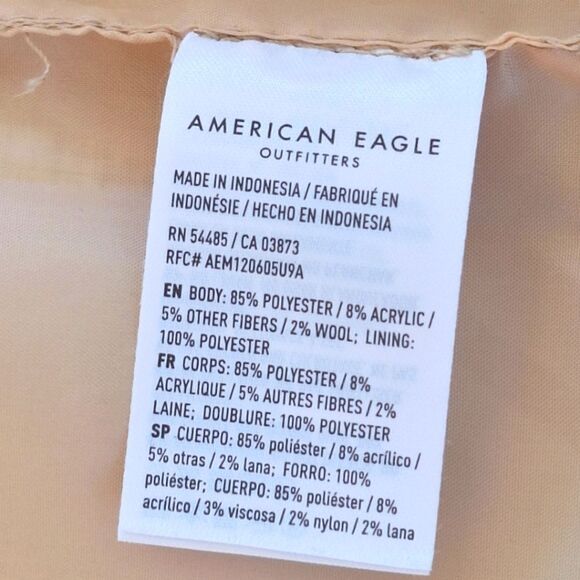 AMERICAN EAGLE
OUTFITTERS
MADE IN INDONESIA / FABRIQUÉ EN
INDONÉSIE / HECHO EN INDONESIA
RN 54485 / CA 03873
RFC# AEM120605U9A
EN BODY: 85% POLYESTER / 8% ACRYLIC /
5% OTHER FIBERS / 2% WOOL; LINING:
100% POLYESTER
FR CORPS: 85% POLYESTER / 8%
ACRYLIQUE / 5% AUTRES FIBRES / 2%
LAINE; DOUBLURE: 100% POLYESTER
SP CUERPO: 85% poliéster / 8% acrílico /
5% otras / 2% lana; FORRO: 100%
poliéster; CUERPO: 85% poliéster / 8%
acrílico / 3% viscosa / 2% nylon / 2% lana